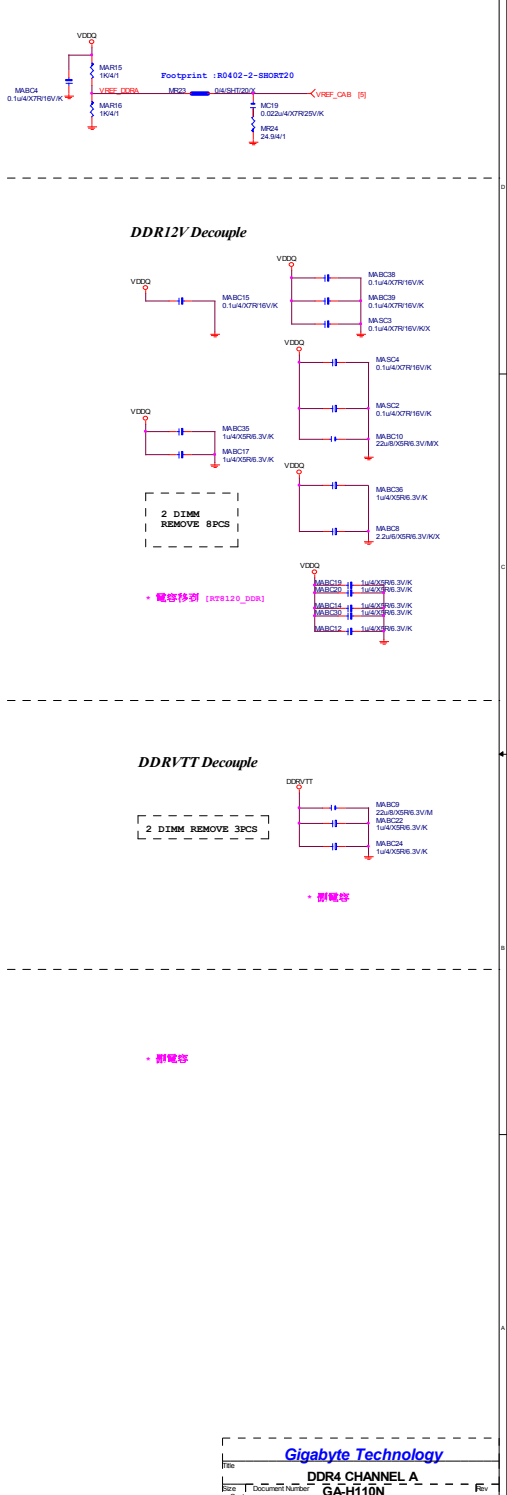 VDDQ
MAR15
1K/4/1
Footprint :R0402-2-SHORT20
MABC4
0.1u/4/X7R/16V/K
VREF_DDRA
MR23
0/4/SHT/20/X
VREF_CAB [5]
MAR16
1K/4/1
MC19
0.022u/4/X7R/25V/K
MR24
24.9/4/1
D
DDR12V Decouple
VDDQ
MABC15
0.1u/4/X7R/16V/K
VDDQ
MABC38
0.1u/4/X7R/16V/K
MABC39
0.1u/4/X7R/16V/K
MASC3
0.1u/4/X7R/16V/K/X
VDDQ
MASC4
0.1u/4/X7R/16V/K
MASC2
0.1u/4/X7R/16V/K
MABC10
22u/8/X5R/6.3V/M/X
VDDQ
MABC35
1u/4/X5R/6.3V/K
MABC17
1u/4/X5R/6.3V/K
VDDQ
MABC36
1u/4/X5R/6.3V/K
MABC8
2.2u/6/X5R/6.3V/K/X
2 DIMM
REMOVE 8PCS
C
VDDQ
MABC19 1u/4/X5R/6.3V/K
MABC20 1u/4/X5R/6.3V/K
MABC14 1u/4/X5R/6.3V/K
MABC30 1u/4/X5R/6.3V/K
MABC12 1u/4/X5R/6.3V/K
* 電容移到 [RT8120_DDR]
DDRVTT Decouple
DDRVTT
MABC9
22u/8/X5R/6.3V/M
MABC22
1u/4/X5R/6.3V/K
MABC24
1u/4/X5R/6.3V/K
2 DIMM REMOVE 3PCS
* 電容
B
* 電容
A
Gigabyte Technology
Title
DDR4 CHANNEL A
Size
Document Number
GA-H110N
Rev